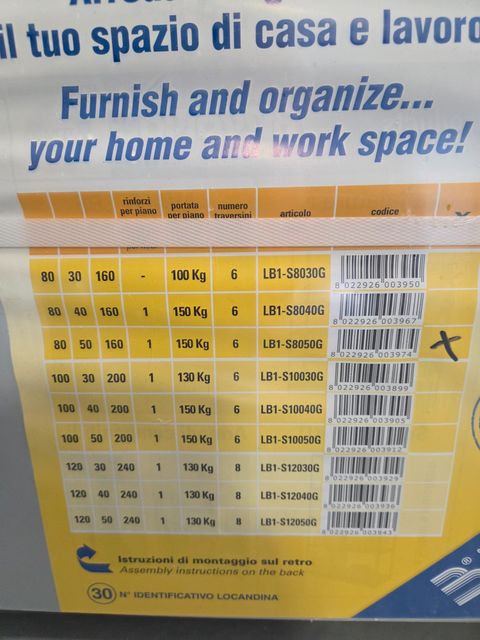 il tuo spazio di casa e lavoro
Furnish and organize...
your home and work space!
rinforzi per piano portata per piano numero traversini articolo codice
80 30 160 - 100 Kg 6 LB1-S8030G 8 022926 003950
80 40 160 1 150 Kg 6 LB1-S8040G 8 022926 003967
80 50 160 1 150 Kg 6 LB1-S8050G 8 022926 003974 X
100 30 200 1 130 Kg 6 LB1-S10030G 8 022926 003899
100 40 200 1 150 Kg 6 LB1-S10040G 8 022926 003905
100 50 200 1 150 Kg 6 LB1-S10050G 8 022926 003912
120 30 240 1 130 Kg 8 LB1-S12030G 8 022926 003929
120 40 240 1 130 Kg 8 LB1-S12040G 8 022926 003936
120 50 240 1 130 Kg 8 LB1-S12050G 8 022926 003943
Istruzioni di montaggio sul retro
Assembly instructions on the back
30 N° IDENTIFICATIVO LOCANDINA